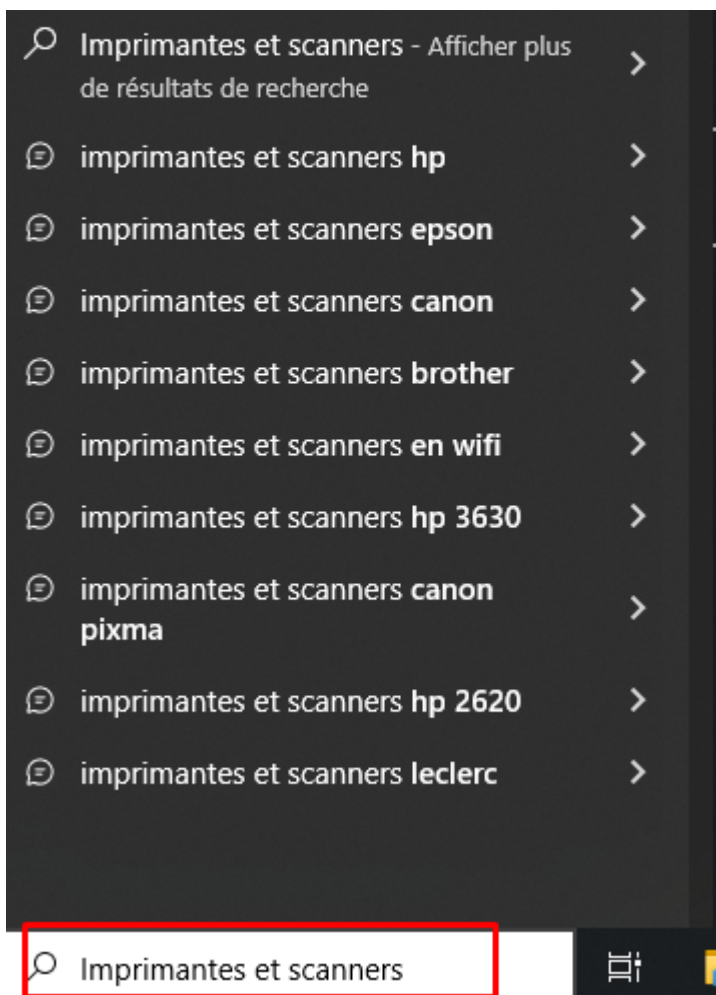 Imprimantes et scanners - Afficher plus
de résultats de recherche
imprimantes et scanners hp
imprimantes et scanners epson
imprimantes et scanners canon
imprimantes et scanners brother
imprimantes et scanners en wifi
imprimantes et scanners hp 3630
imprimantes et scanners canon
pixma
imprimantes et scanners hp 2620
imprimantes et scanners leclerc
Imprimantes et scanners